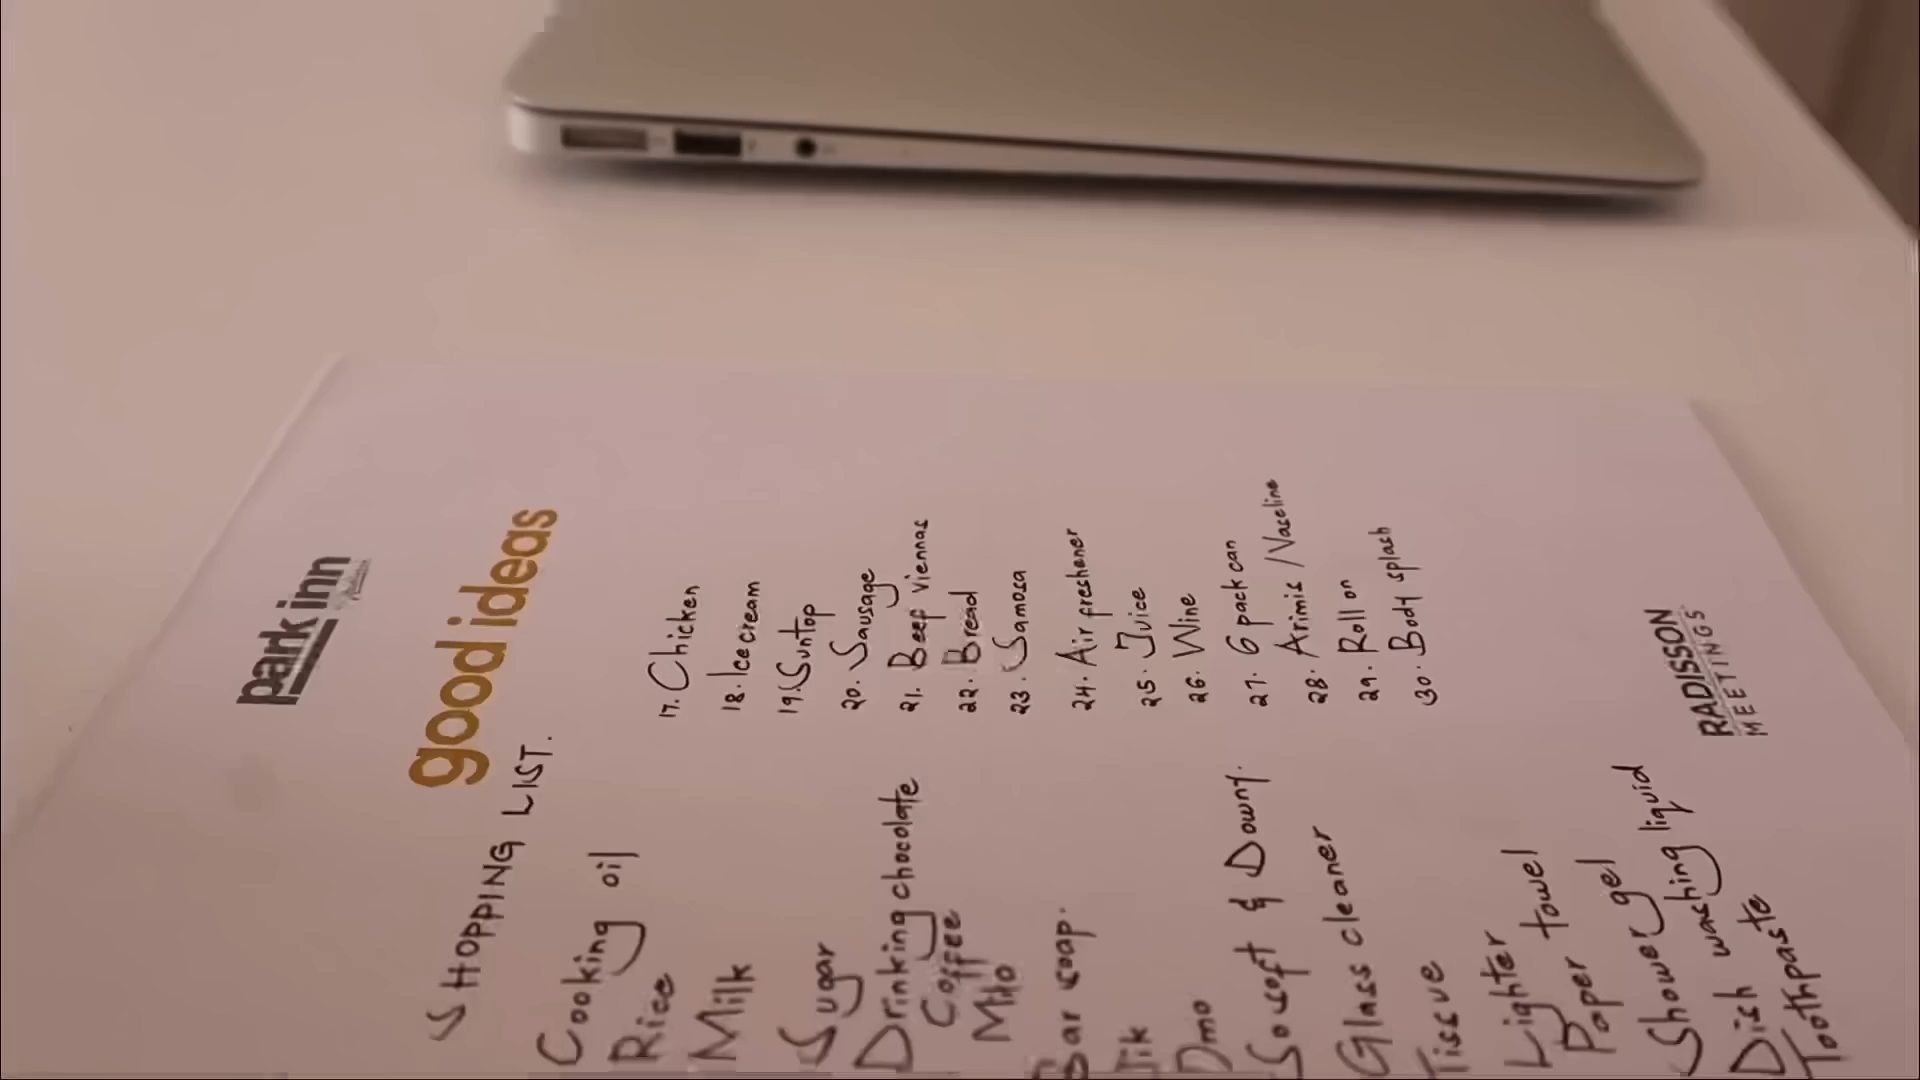 park inn
good ideas
SHOPPING LIST.
Cooking oil
Rice
Milk
Sugar
Drinking chocolate
Coffee
Milo
Bar soap.
Jik
Omo
Sosoft & Downy.
Glass cleaner
Tissue
Lighter
Paper towel
Shower gel
Dish washing liquid
Toothpaste
17. Chicken
18. Ice cream
19. Suntop
20. Sausage
21. Beef Viennas
22. Bread
23. Samosa
24. Air freshener
25. Juice
26. Wine
27. 6 pack can
28. Arimis / Vaseline
29. Roll on
30. Body splash
RADISSON
MEETINGS